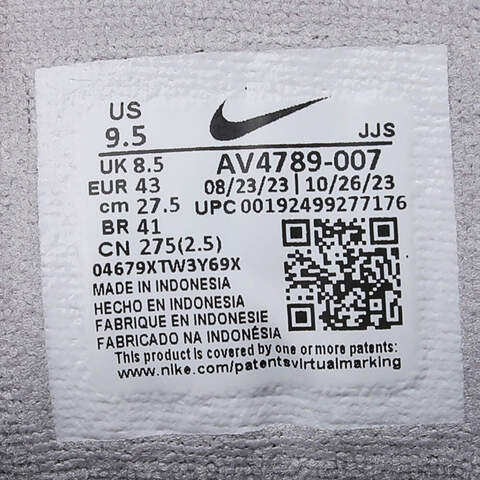 US
9.5
JJS
UK 8.5
AV4789-007
EUR 43
08/23/23 | 10/26/23
cm 27.5
UPC 00192499277176
BR 41
CN 275(2.5)
04679XTW3Y69X
MADE IN INDONESIA
HECHO EN INDONESIA
FABRIQUE EN INDONESIE
FABRICADO NA INDONÉSIA
This product is covered by one or more patents:
www.nike.com/patentsvirtualmarking